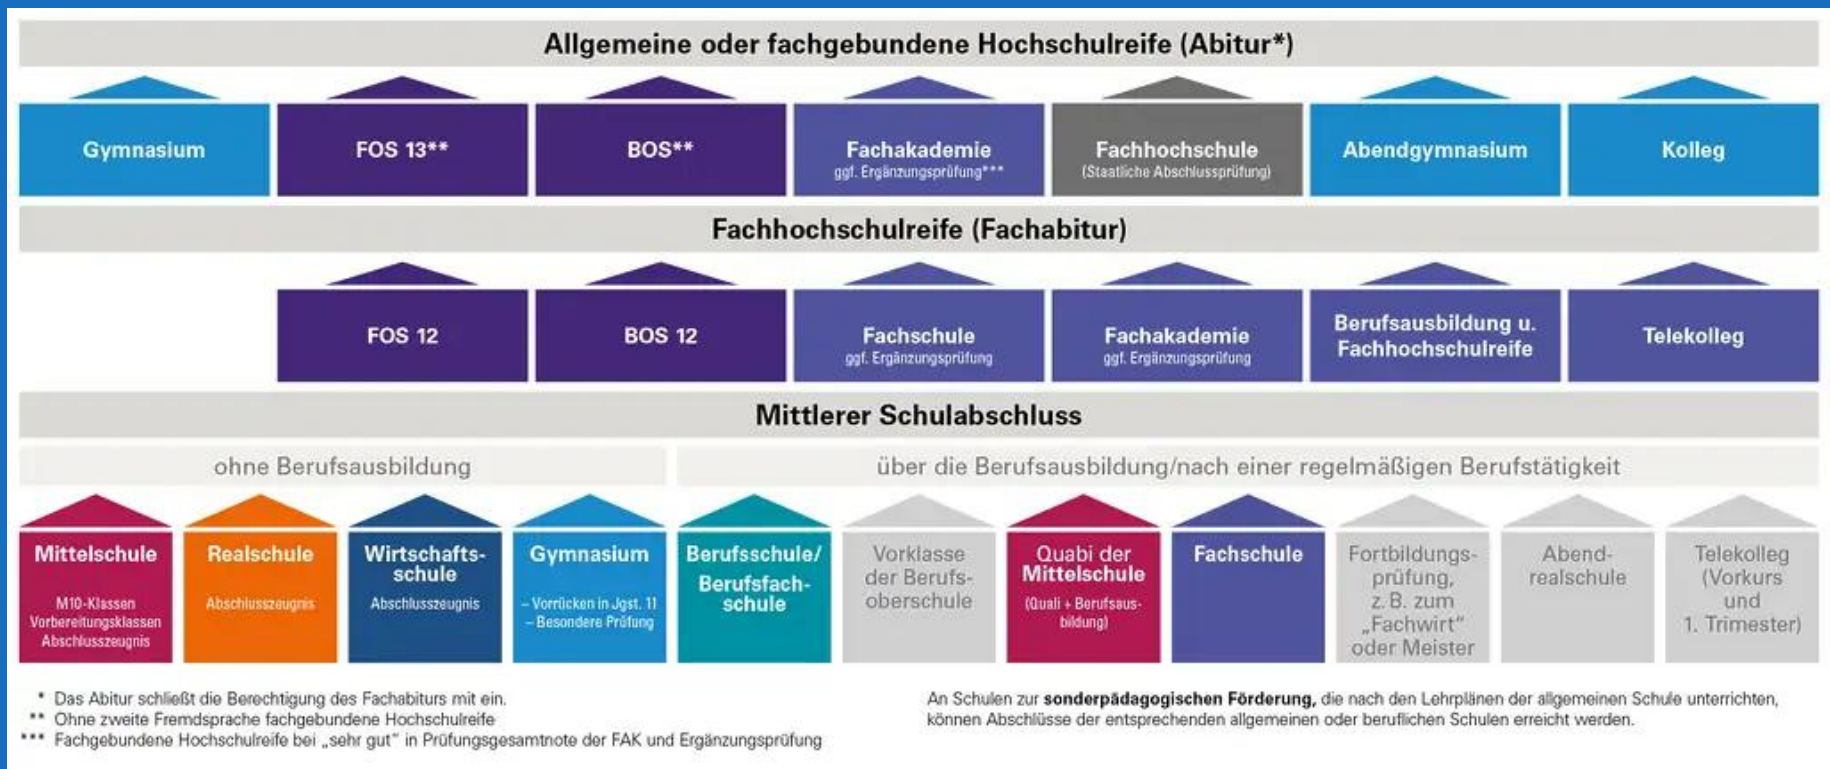 Allgemeine oder fachgebundene Hochschulreife (Abitur*)
Gymnasium
FOS 13**
BOS**
Fachakademie
ggf. Ergänzungsprüfung***
Fachhochschule
(Staatliche Abschlussprüfung)
Abendgymnasium
Kolleg
Fachhochschulreife (Fachabitur)
FOS 12
BOS 12
Fachschule
ggf. Ergänzungsprüfung
Fachakademie
ggf. Ergänzungsprüfung
Berufsausbildung u.
Fachhochschulreife
Telekolleg
Mittlerer Schulabschluss
ohne Berufsausbildung
über die Berufsausbildung/nach einer regelmäßigen Berufstätigkeit
Mittelschule
M10-Klassen
Vorbereitungsklassen
Abschlusszeugnis
Realschule
Abschlusszeugnis
Wirtschafts-
schule
Abschlusszeugnis
Gymnasium
– Vorrücken in Jgst. 11
– Besondere Prüfung
Berufsschule/
Berufsfach-
schule
Vorklasse
der Berufs-
oberschule
Quabi der
Mittelschule
(Quali + Berufsaus-
bildung)
Fachschule
Fortbildungs-
prüfung,
z. B. zum
„Fachwirt“
oder Meister
Abend-
realschule
Telekolleg
(Vorkurs
und
1. Trimester)
* Das Abitur schließt die Berechtigung des Fachabiturs mit ein.
** Ohne zweite Fremdsprache fachgebundene Hochschulreife
*** Fachgebundene Hochschulreife bei „sehr gut“ in Prüfungsgesamtnote der FAK und Ergänzungsprüfung
An Schulen zur sonderpädagogischen Förderung, die nach den Lehrplänen der allgemeinen Schule unterrichten,
können Abschlüsse der entsprechenden allgemeinen oder beruflichen Schulen erreicht werden.